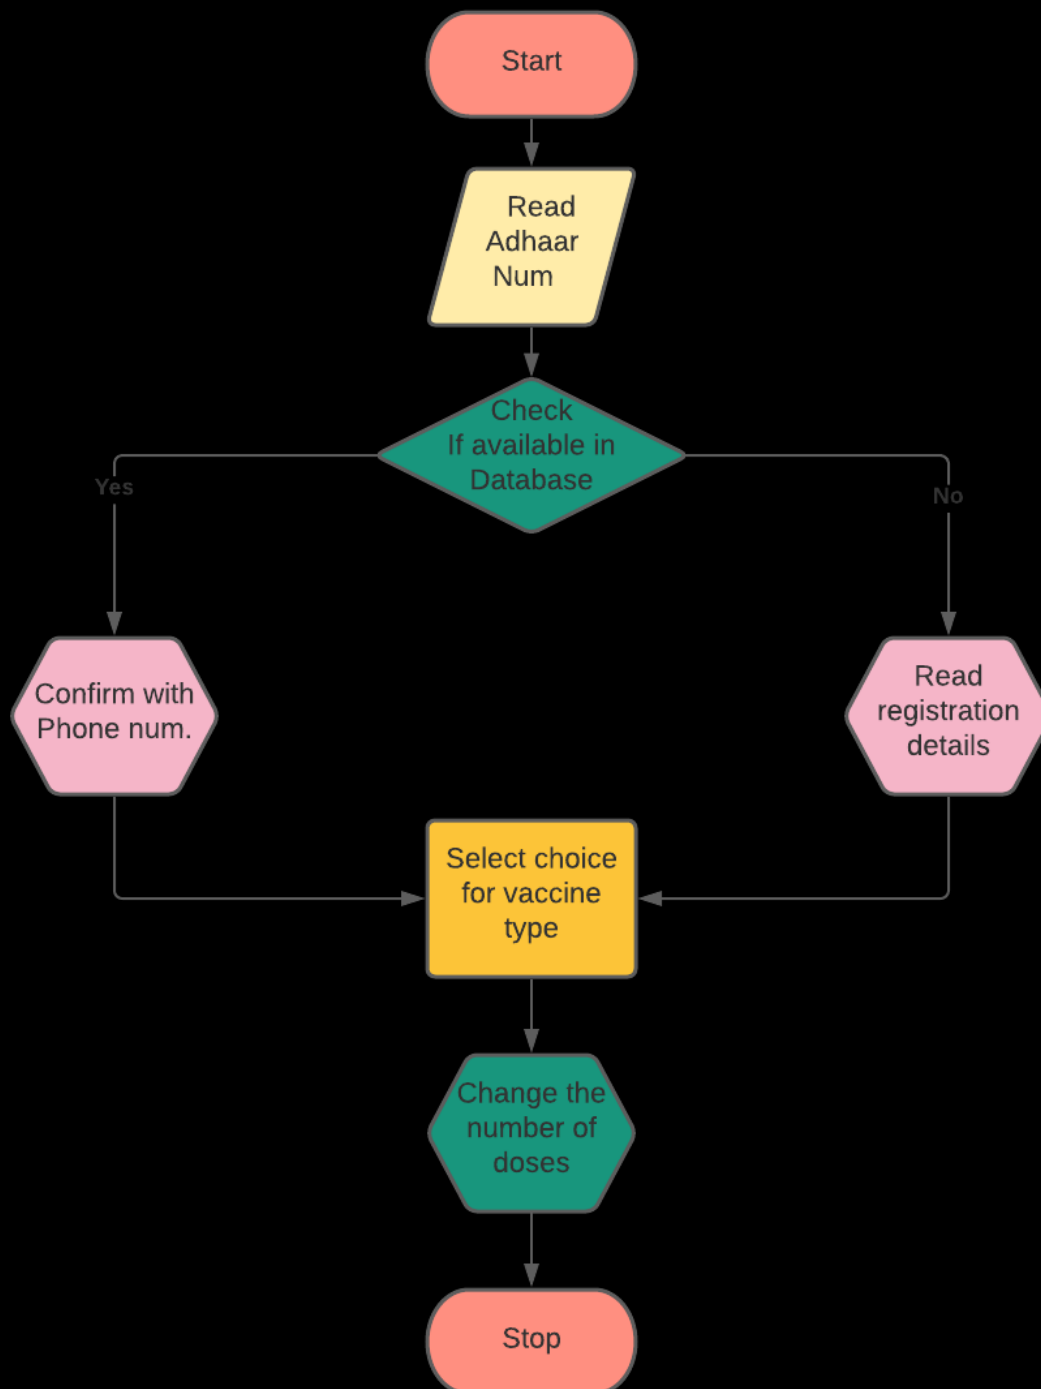 Start
Read
Adhaar
Num
Check
If available in
Database
Yes
No
Confirm with
Phone num.
Read
registration
details
Select choice
for vaccine
type
Change the
number of
doses
Stop